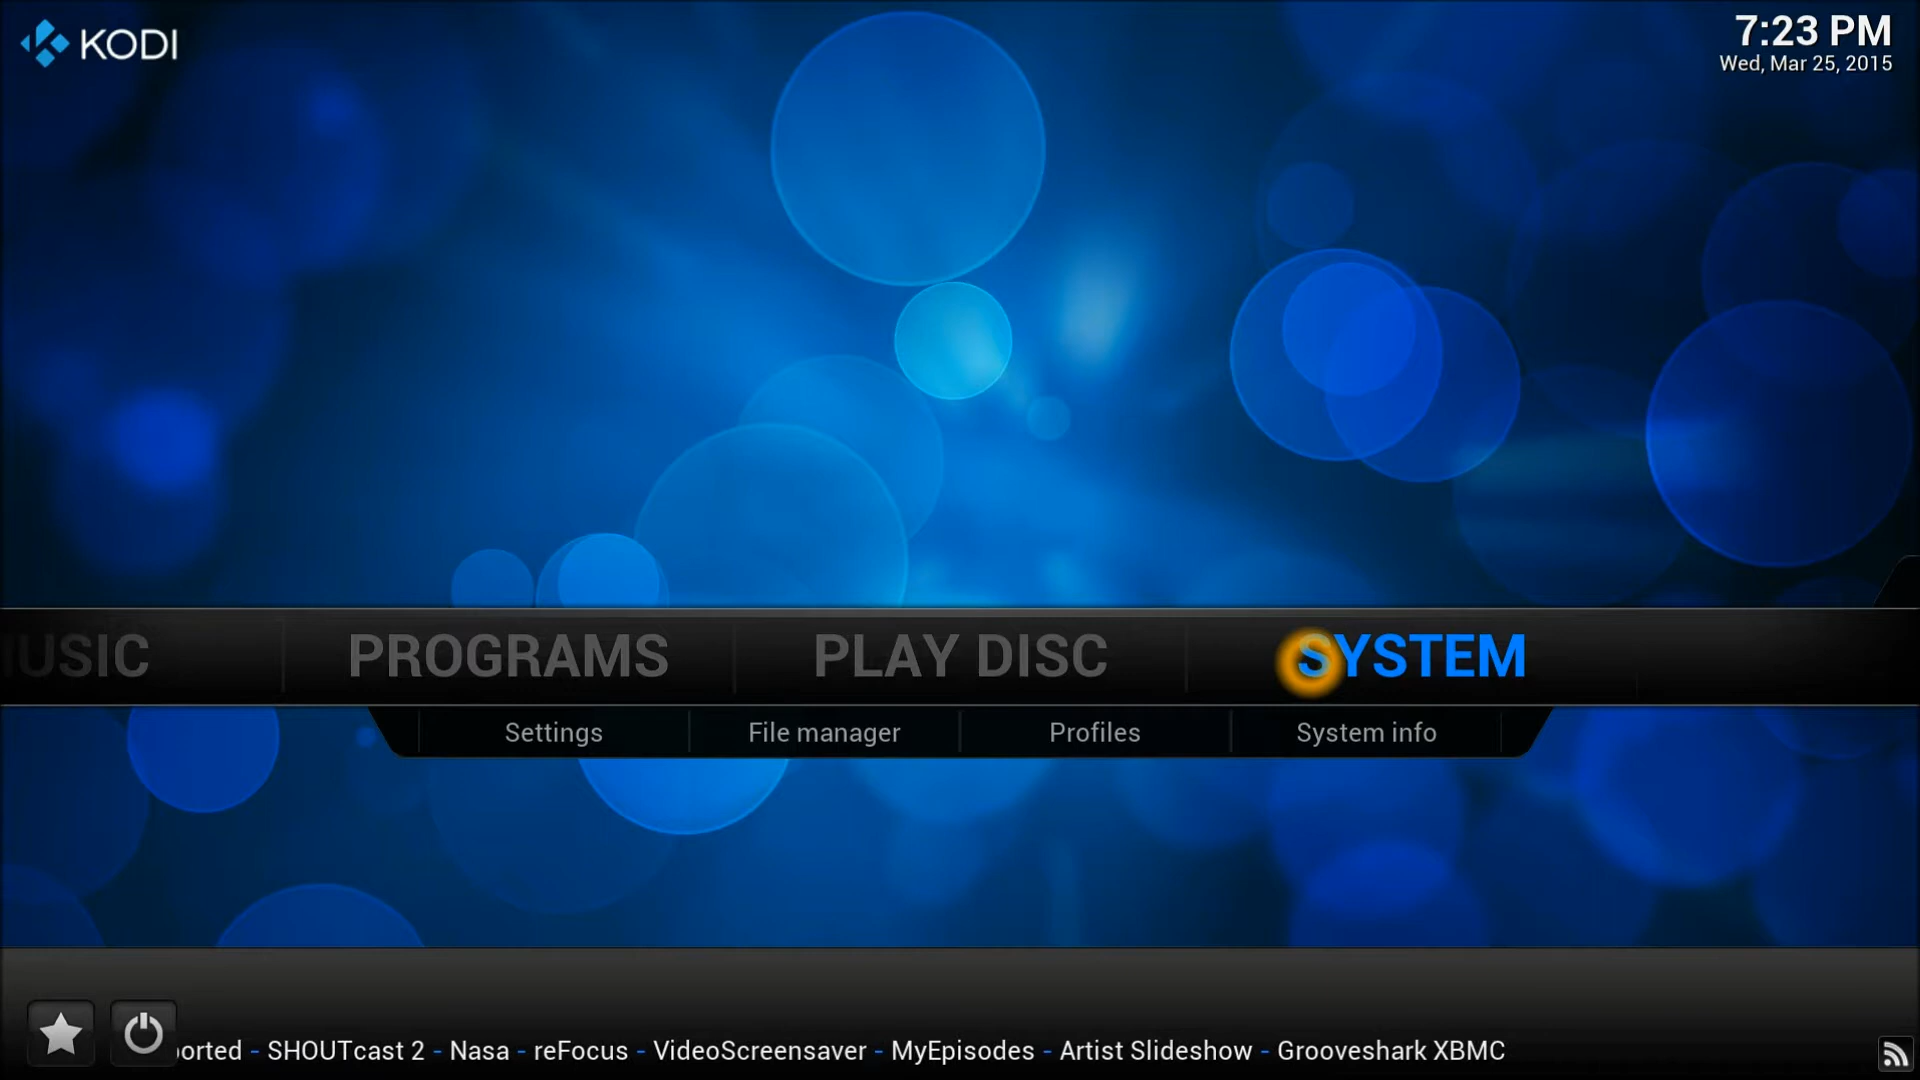 KODI
7:23 PM
Wed, Mar 25, 2015
USIC PROGRAMS PLAY DISC SYSTEM
Settings File manager Profiles System info
orted - SHOUTcast 2 - Nasa - reFocus - VideoScreensaver - MyEpisodes - Artist Slideshow - Grooveshark XBMC